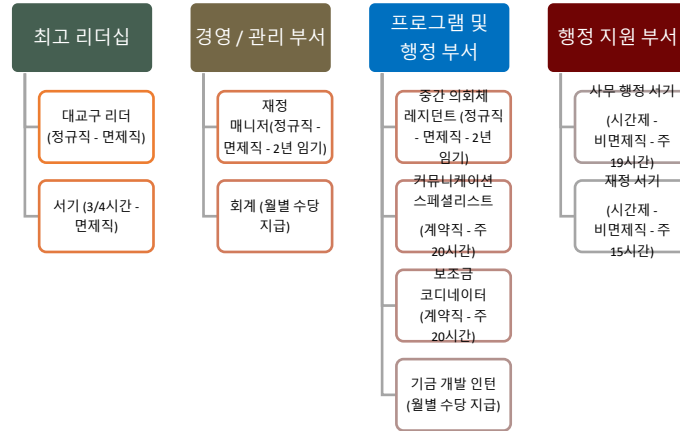 최고 리더십
대교구 리더
(정규직 - 면제직)
서기 (3/4시간 -
면제직)
경영 / 관리 부서
재정
매니저(정규직 -
면제직 - 2년 임기)
회계 (월별 수당
지급)
프로그램 및
행정 부서
중간 의회체
레지던트 (정규직
- 면제직 - 2년
임기)
커뮤니케이션
스페셜리스트
(계약직 - 주
20시간)
보조금
코디네이터
(계약직 - 주
20시간)
기금 개발 인턴
(월별 수당 지급)
행정 지원 부서
사무 행정 서기
(시간제 -
비면제직 - 주
19시간)
재정 서기
(시간제 -
비면제직 - 주
15시간)